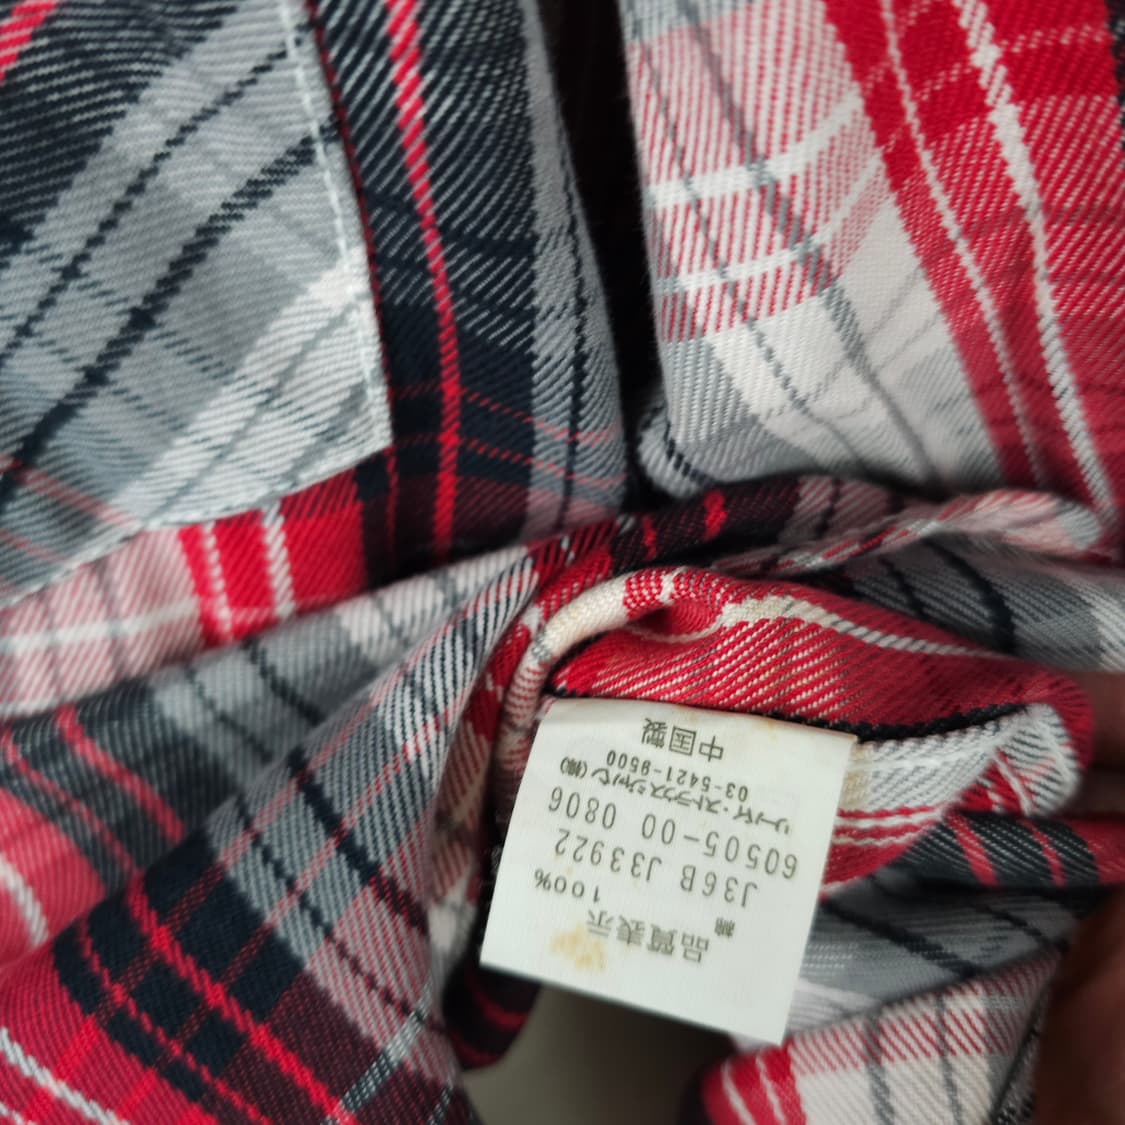 品質表示
綿 100%
J36B J33922
60505-00 0806
リーバイ・ストラウス ジャパン(株)
03-5421-9500
中国製